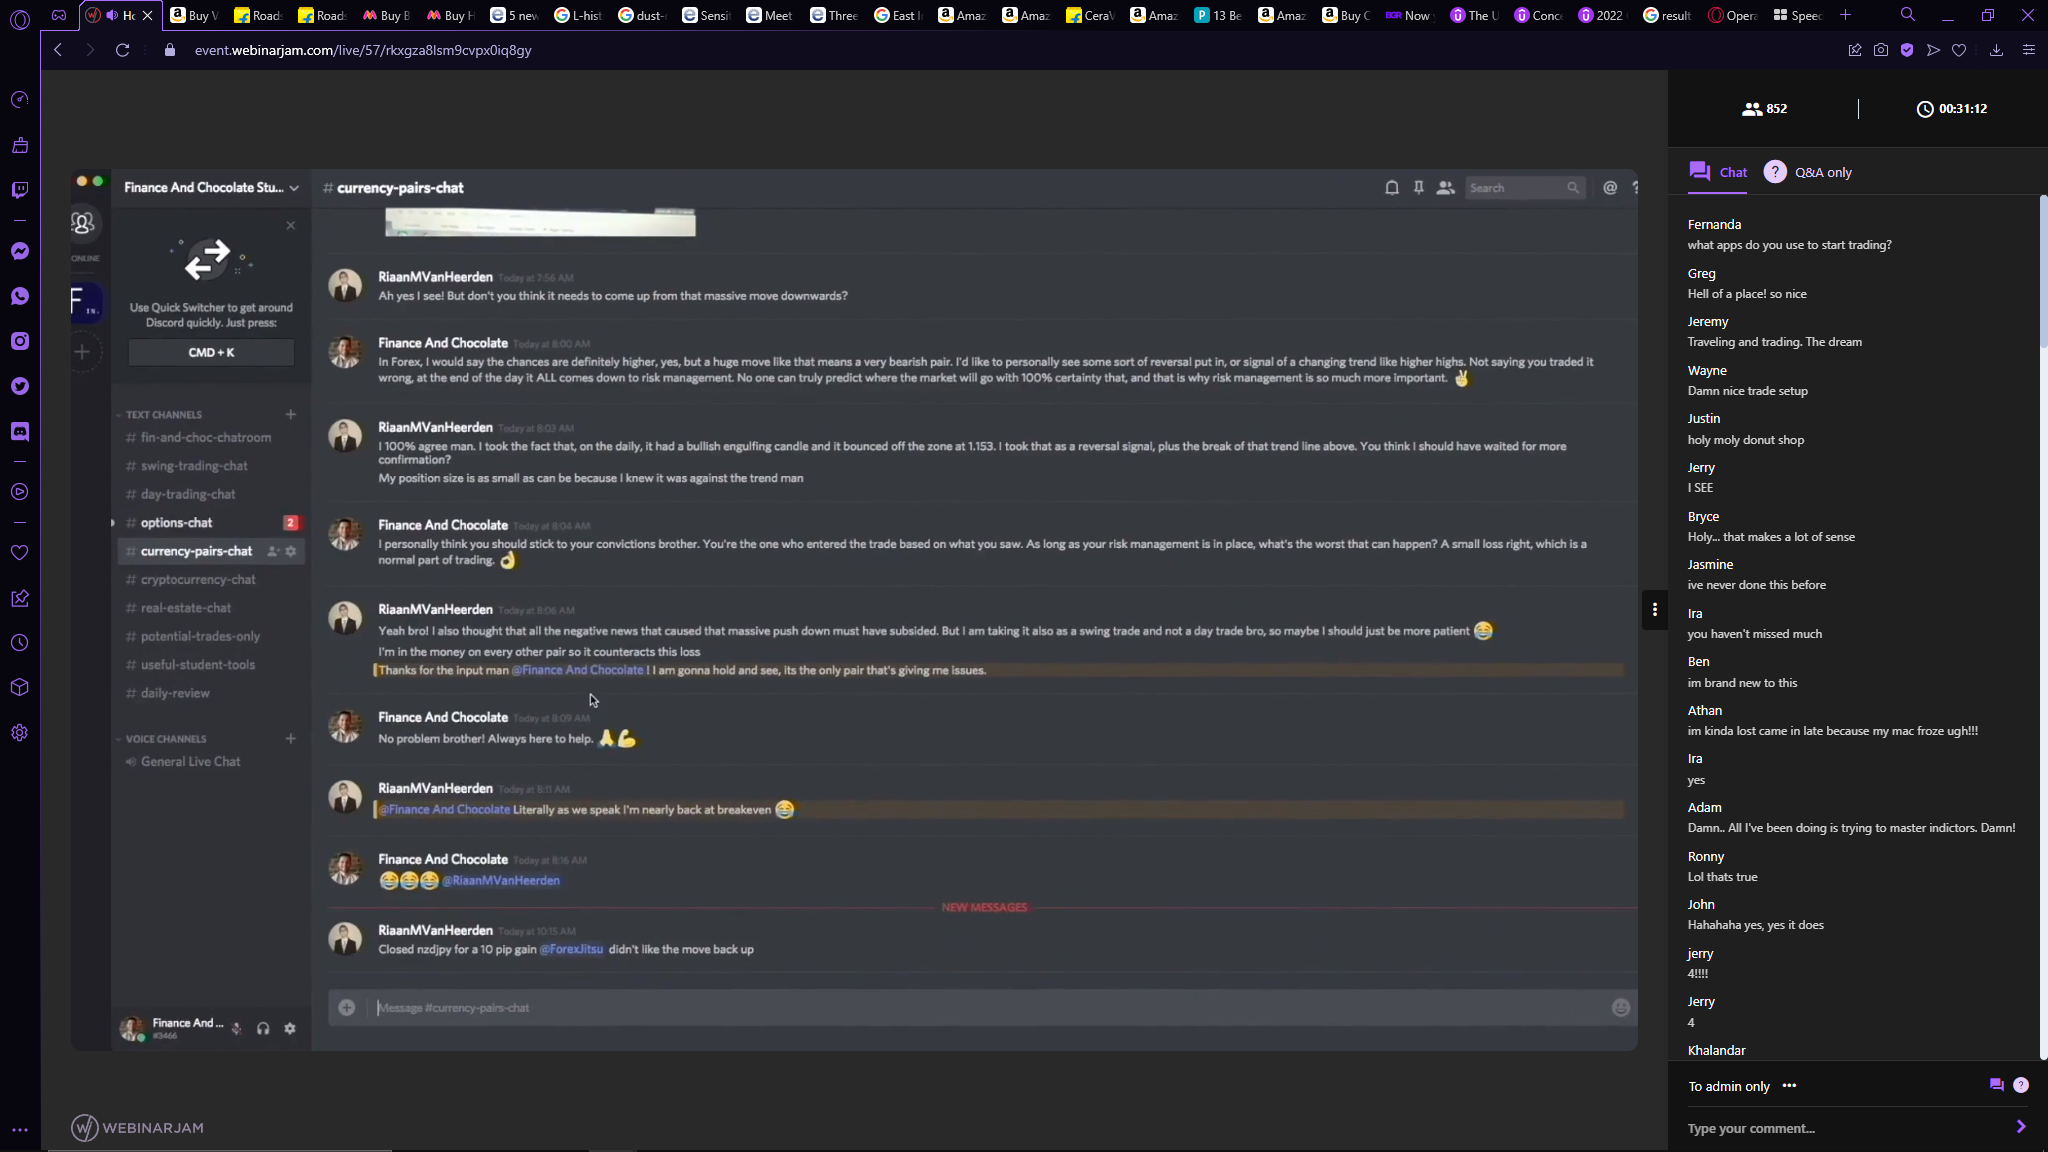 Ho
Buy V
Roads
Roads
Buy B
Buy H
5 new
L-hist
dust-c
Sensit
Meet
Three
East I
Amaz
Amaz
CeraV
Amaz
13 Be
Amaz
Buy C
BGR Now
The U
Conce
2022
result
Opera
Speed
event.webinarjam.com/live/57/rkxgza8lsm9cvpx0iq8gy
ONLINE
F
IN.
Finance And Chocolate Stu...
Use Quick Switcher to get around
Discord quickly. Just press:
CMD + K
TEXT CHANNELS
# fin-and-choc-chatroom
# swing-trading-chat
# day-trading-chat
# options-chat 2
# currency-pairs-chat
# cryptocurrency-chat
# real-estate-chat
# potential-trades-only
# useful-student-tools
# daily-review
VOICE CHANNELS
General Live Chat
Finance And ...
#3466
# currency-pairs-chat
Search
RiaanMVanHeerden Today at 7:56 AM
Ah yes I see! But don't you think it needs to come up from that massive move downwards?
Finance And Chocolate Today at 8:00 AM
In Forex, I would say the chances are definitely higher, yes, but a huge move like that means a very bearish pair. I'd like to personally see some sort of reversal put in, or signal of a changing trend like higher highs. Not saying you traded it
wrong, at the end of the day it ALL comes down to risk management. No one can truly predict where the market will go with 100% certainty that, and that is why risk management is so much more important. ✌
RiaanMVanHeerden Today at 8:03 AM
I 100% agree man. I took the fact that, on the daily, it had a bullish engulfing candle and it bounced off the zone at 1.153. I took that as a reversal signal, plus the break of that trend line above. You think I should have waited for more
confirmation?
My position size is as small as can be because I knew it was against the trend man
Finance And Chocolate Today at 8:04 AM
I personally think you should stick to your convictions brother. You're the one who entered the trade based on what you saw. As long as your risk management is in place, what's the worst that can happen? A small loss right, which is a
normal part of trading. 👌
RiaanMVanHeerden Today at 8:06 AM
Yeah bro! I also thought that all the negative news that caused that massive push down must have subsided. But I am taking it also as a swing trade and not a day trade bro, so maybe I should just be more patient 😂
I'm in the money on every other pair so it counteracts this loss
Thanks for the input man @Finance And Chocolate ! I am gonna hold and see, its the only pair that's giving me issues.
Finance And Chocolate Today at 8:09 AM
No problem brother! Always here to help. 🙏💪
RiaanMVanHeerden Today at 8:11 AM
@Finance And Chocolate Literally as we speak I'm nearly back at breakeven 😂
Finance And Chocolate Today at 8:16 AM
😂😂😂 @RiaanMVanHeerden
NEW MESSAGES
RiaanMVanHeerden Today at 10:15 AM
Closed nzdjpy for a 10 pip gain @ForexJitsu didn't like the move back up
Message #currency-pairs-chat
WEBINARJAM
852
00:31:12
Chat
? Q&A only
Fernanda
what apps do you use to start trading?
Greg
Hell of a place! so nice
Jeremy
Traveling and trading. The dream
Wayne
Damn nice trade setup
Justin
holy moly donut shop
Jerry
I SEE
Bryce
Holy... that makes a lot of sense
Jasmine
ive never done this before
Ira
you haven't missed much
Ben
im brand new to this
Athan
im kinda lost came in late because my mac froze ugh!!!
Ira
yes
Adam
Damn.. All I've been doing is trying to master indictors. Damn!
Ronny
Lol thats true
John
Hahahaha yes, yes it does
jerry
4!!!!
Jerry
4
Khalandar
To admin only
Type your comment...